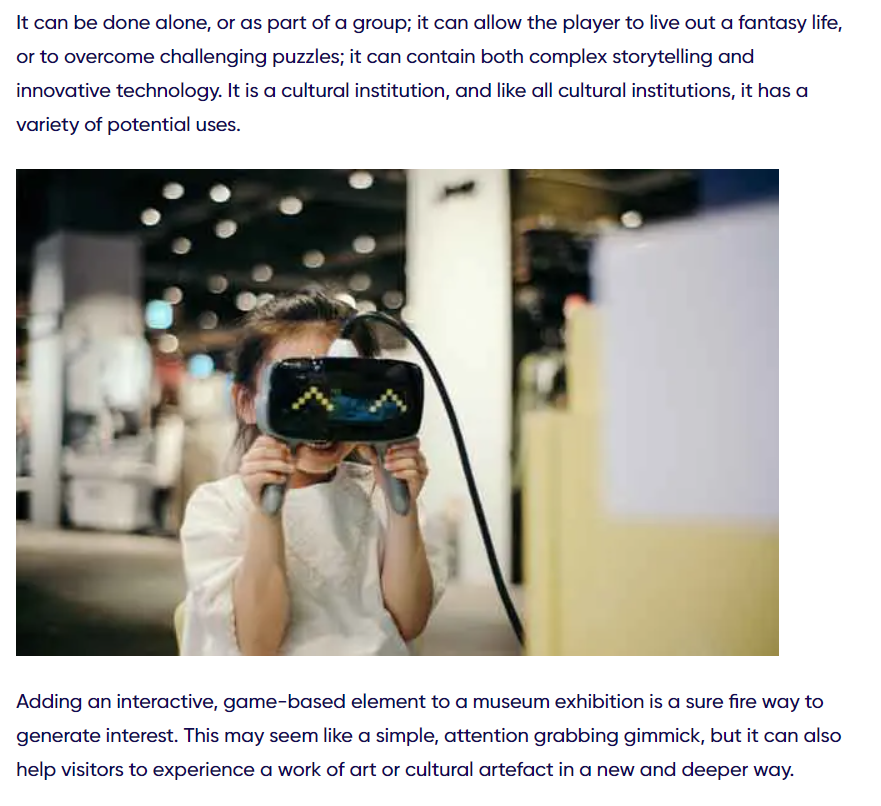 It can be done alone, or as part of a group; it can allow the player to live out a fantasy life,
or to overcome challenging puzzles; it can contain both complex storytelling and
innovative technology. It is a cultural institution, and like all cultural institutions, it has a
variety of potential uses.
Adding an interactive, game-based element to a museum exhibition is a sure fire way to
generate interest. This may seem like a simple, attention grabbing gimmick, but it can also
help visitors to experience a work of art or cultural artefact in a new and deeper way.